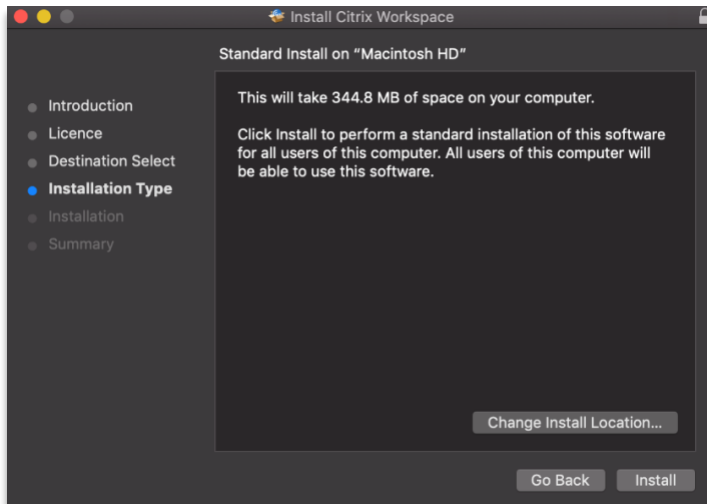 Install Citrix Workspace
Standard Install on “Macintosh HD”
Introduction
Licence
Destination Select
Installation Type
Installation
Summary
This will take 344.8 MB of space on your computer.
Click Install to perform a standard installation of this software
for all users of this computer. All users of this computer will
be able to use this software.
Change Install Location...
Go Back
Install